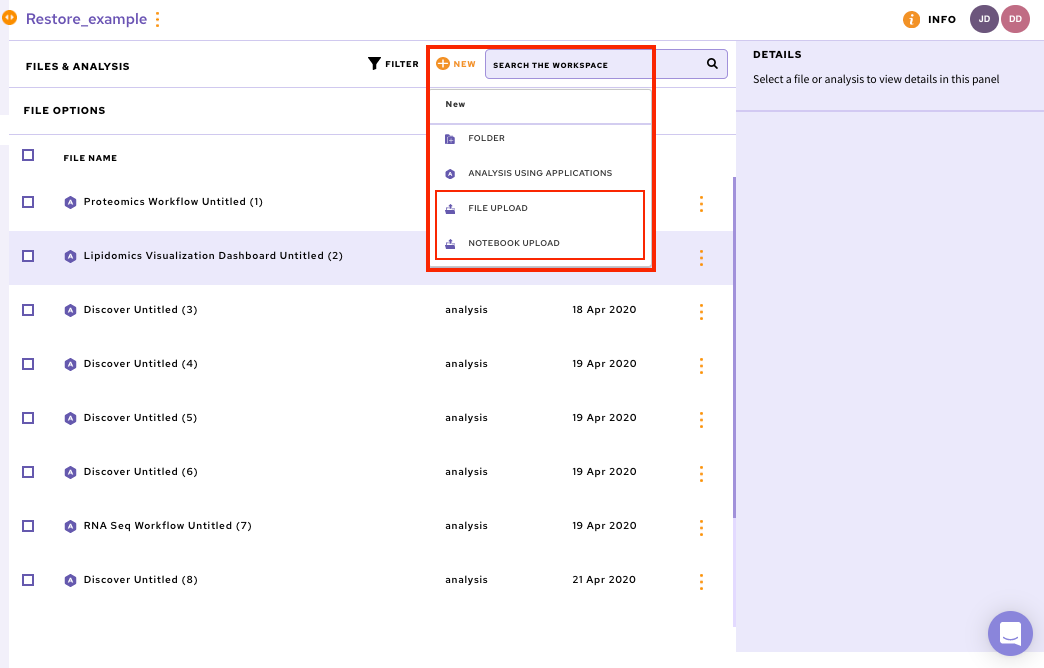 Restore_example
INFO
JD
DD
FILES & ANALYSIS
FILTER
NEW
SEARCH THE WORKSPACE
DETAILS
Select a file or analysis to view details in this panel
New
FILE OPTIONS
FOLDER
FILE NAME
ANALYSIS USING APPLICATIONS
A Proteomics Workflow Untitled (1)
FILE UPLOAD
NOTEBOOK UPLOAD
A Lipidomics Visualization Dashboard Untitled (2)
A Discover Untitled (3) analysis 18 Apr 2020
A Discover Untitled (4) analysis 19 Apr 2020
A Discover Untitled (5) analysis 19 Apr 2020
A Discover Untitled (6) analysis 19 Apr 2020
A RNA Seq Workflow Untitled (7) analysis 19 Apr 2020
A Discover Untitled (8) analysis 21 Apr 2020